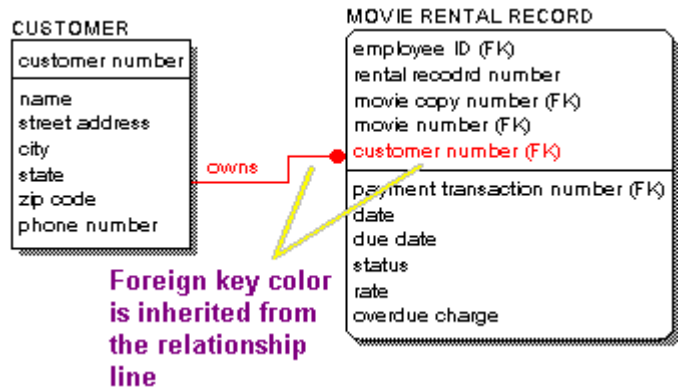 CUSTOMER
customer number
name
street address
city
state
zip code
phone number
owns
MOVIE RENTAL RECORD
employee ID (FK)
rental recodrd number
movie copy number (FK)
movie number (FK)
customer number (FK)
payment transaction number (FK)
date
due date
status
rate
overdue charge
Foreign key color
is inherited from
the relationship
line